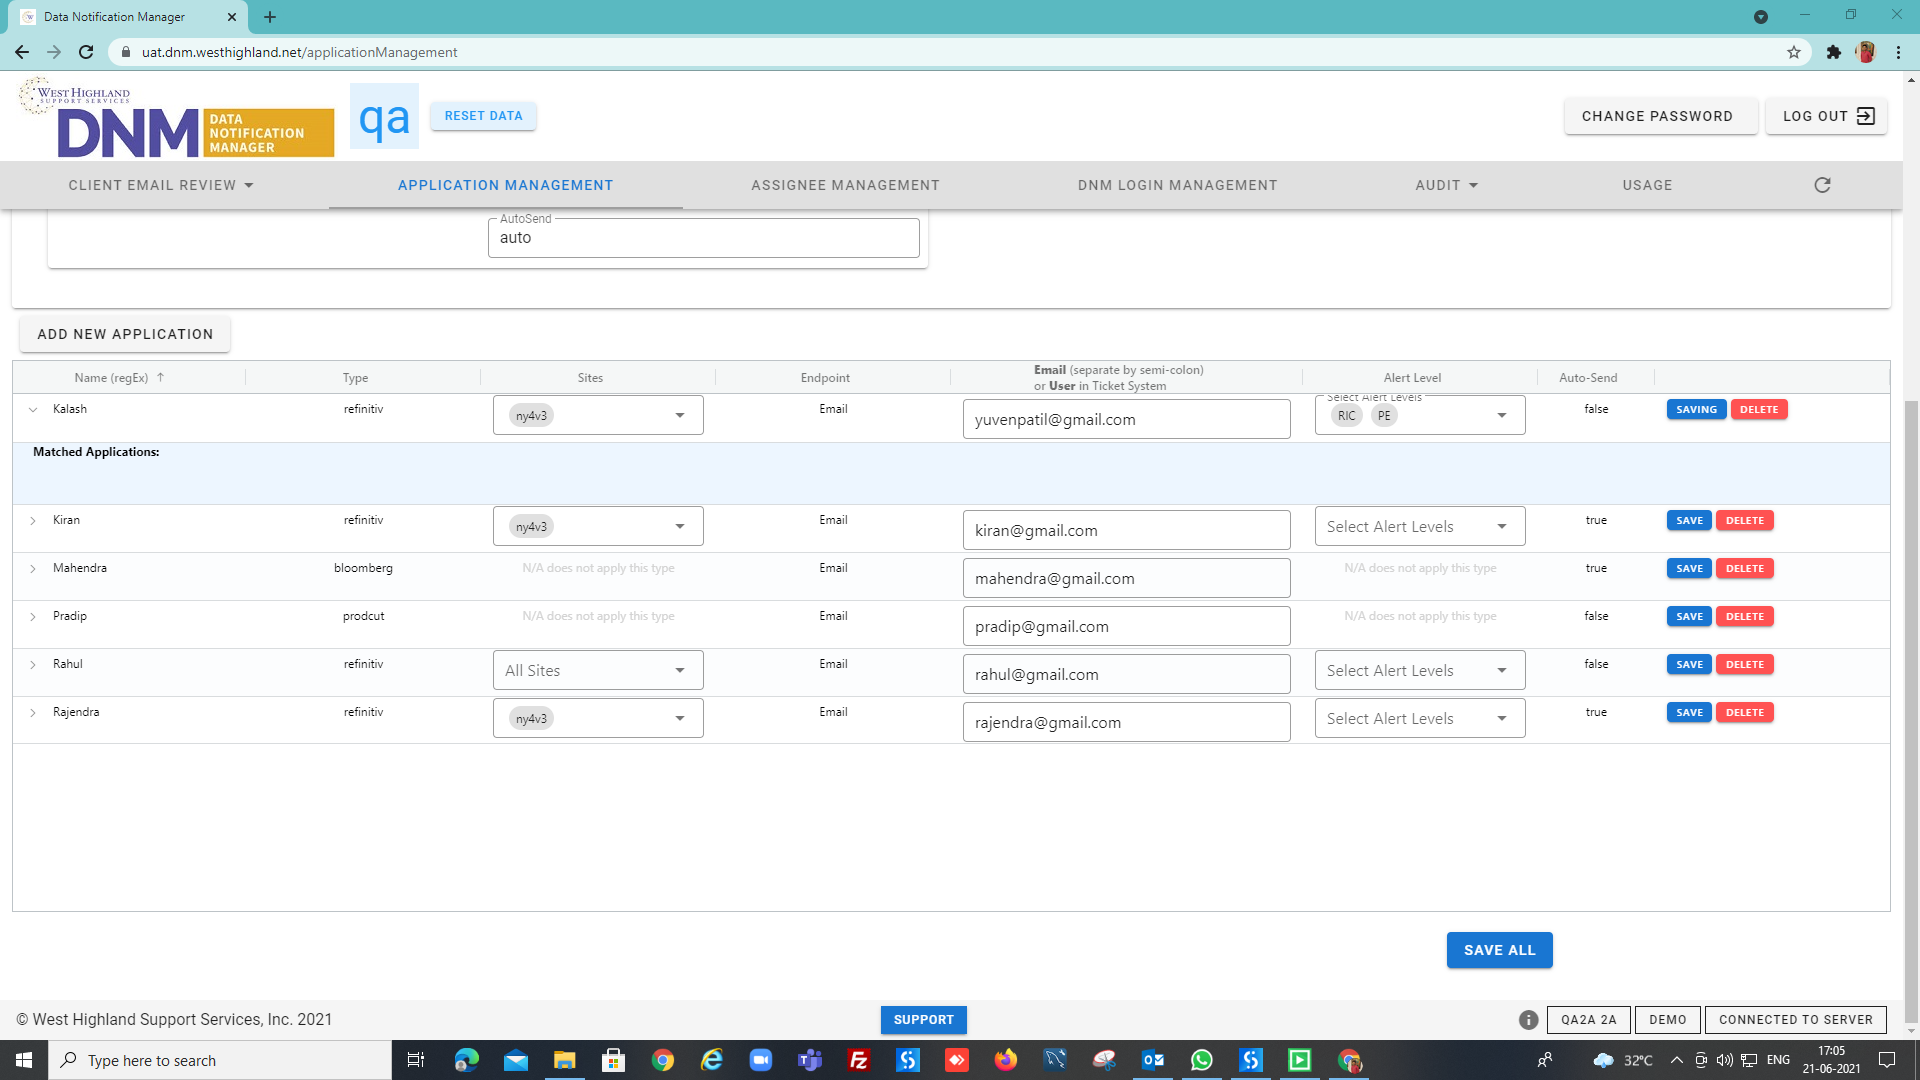 Data Notification Manager
uat.dnm.westhighland.net/applicationManagement
WEST HIGHLAND
SUPPORT SERVICES
DNM DATA NOTIFICATION MANAGER
qa
RESET DATA
CHANGE PASSWORD
LOG OUT
CLIENT EMAIL REVIEW
APPLICATION MANAGEMENT
ASSIGNEE MANAGEMENT
DNM LOGIN MANAGEMENT
AUDIT
USAGE
AutoSend
auto
ADD NEW APPLICATION
Name (regEx) ↑ Type Sites Endpoint Email (separate by semi-colon) or User in Ticket System Alert Level Auto-Send
Kalash refinitiv ny4v3 Email yuvenpatil@gmail.com Select Alert Levels RIC PE false SAVING DELETE
Matched Applications:
Kiran refinitiv ny4v3 Email kiran@gmail.com Select Alert Levels true SAVE DELETE
Mahendra bloomberg N/A does not apply this type Email mahendra@gmail.com N/A does not apply this type true SAVE DELETE
Pradip prodcut N/A does not apply this type Email pradip@gmail.com N/A does not apply this type false SAVE DELETE
Rahul refinitiv All Sites Email rahul@gmail.com Select Alert Levels false SAVE DELETE
Rajendra refinitiv ny4v3 Email rajendra@gmail.com Select Alert Levels true SAVE DELETE
SAVE ALL
© West Highland Support Services, Inc. 2021
SUPPORT
QA2A 2A
DEMO
CONNECTED TO SERVER
Type here to search
32°C
ENG
17:05
21-06-2021